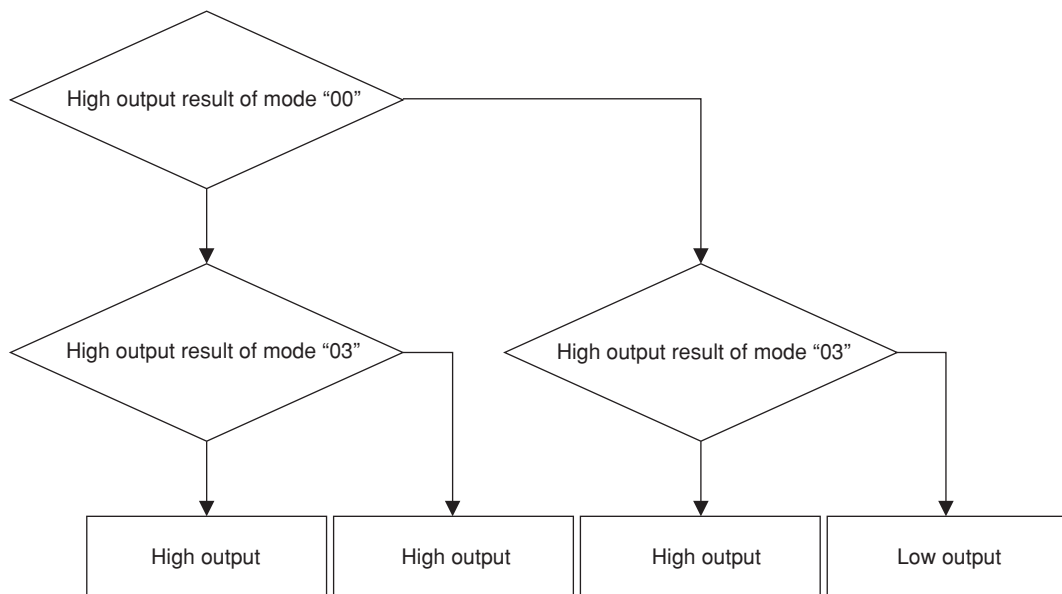 High output result of mode “00”
High output result of mode “03”
High output result of mode “03”
High output
High output
High output
Low output